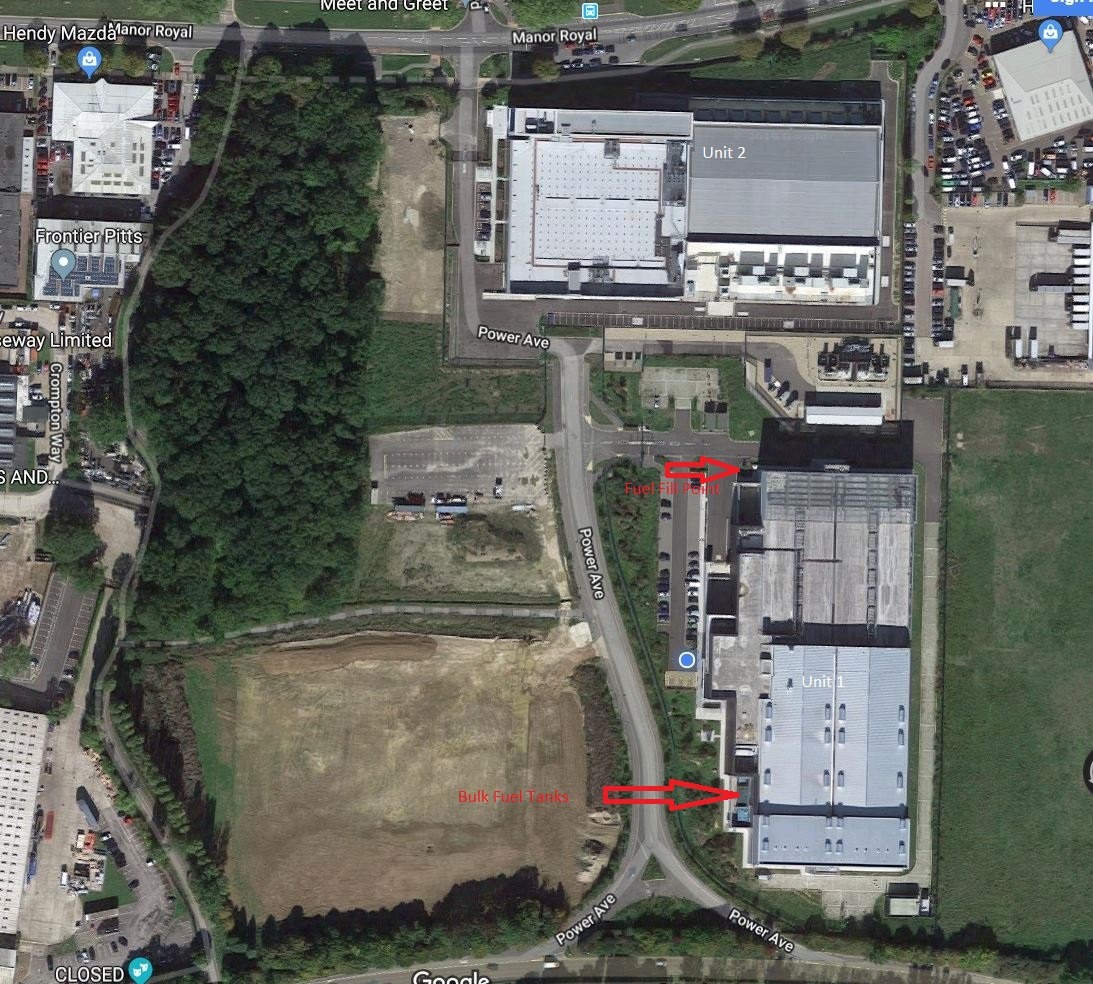 Meet and Greet
Hendy Mazda
Manor Royal
Manor Royal
Unit 2
Frontier Pitts
seway Limited
Power Ave
Crompton Way
S AND...
Fuel Fill Point
Power Ave
Unit 1
Bulk Fuel Tanks
Power Ave
Power Ave
CLOSED
Google